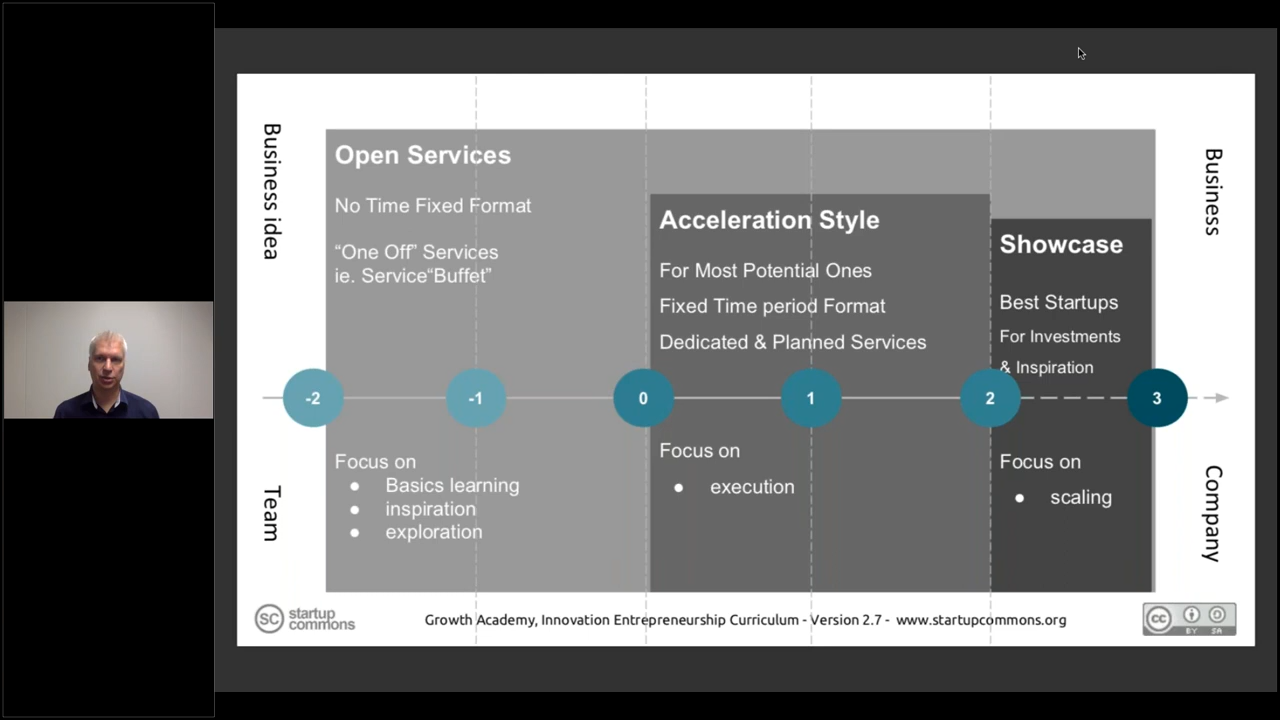 Business idea
Business
Open Services
No Time Fixed Format
“One Off” Services
ie. Service“Buffet”
Acceleration Style
For Most Potential Ones
Fixed Time period Format
Dedicated & Planned Services
Showcase
Best Startups
For Investments
& Inspiration
-2
-1
0
1
2
3
Team
Company
Focus on
● Basics learning
● inspiration
● exploration
Focus on
● execution
Focus on
● scaling
SC startup
commons
Growth Academy, Innovation Entrepreneurship Curriculum - Version 2.7 - www.startupcommons.org
cc
BY SA